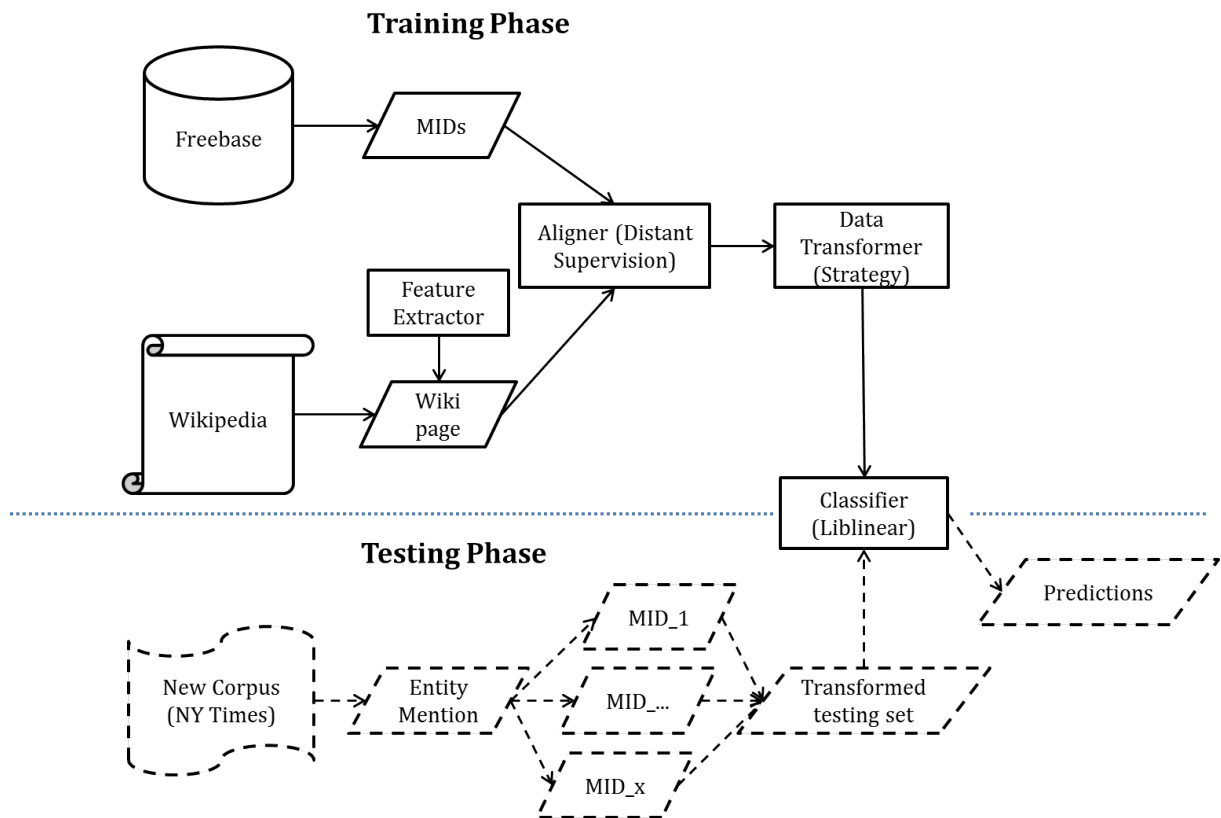 Training Phase
Freebase
MIDs
Aligner (Distant
Supervision)
Data
Transformer
(Strategy)
Feature
Extractor
Wikipedia
Wiki
page
Classifier
(Liblinear)
Testing Phase
Predictions
MID_1
New Corpus
(NY Times)
Entity
Mention
MID_...
Transformed
testing set
MID_x